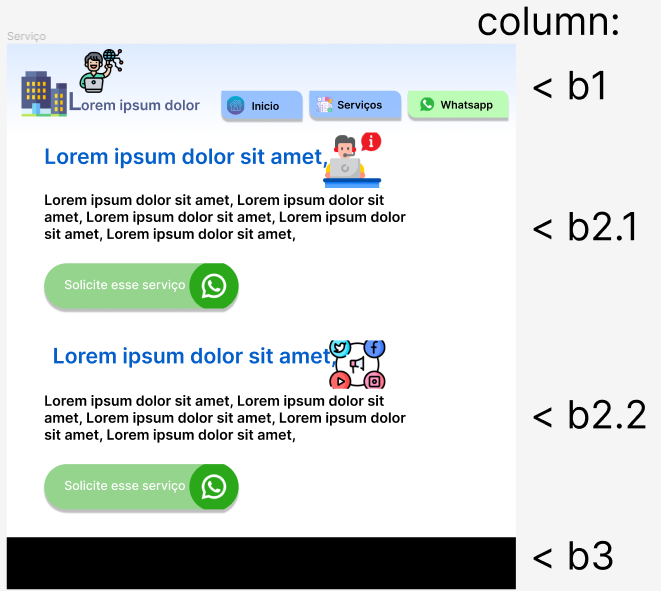 column:
Serviço
Lorem ipsum dolor
Inicio
Serviços
Whatsapp
< b1
Lorem ipsum dolor sit amet,
i
Lorem ipsum dolor sit amet, Lorem ipsum dolor sit
amet, Lorem ipsum dolor sit amet, Lorem ipsum dolor
sit amet, Lorem ipsum dolor sit amet,
< b2.1
Solicite esse serviço
Lorem ipsum dolor sit amet,
f
Lorem ipsum dolor sit amet, Lorem ipsum dolor sit
amet, Lorem ipsum dolor sit amet, Lorem ipsum dolor
sit amet, Lorem ipsum dolor sit amet,
< b2.2
Solicite esse serviço
< b3